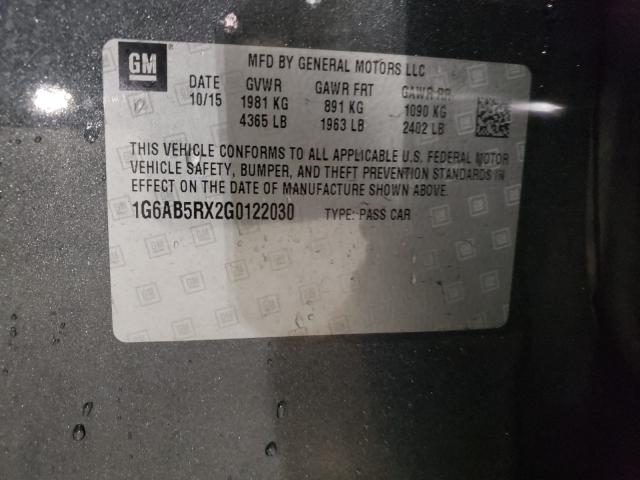 GM
MFD BY GENERAL MOTORS LLC
DATE GVWR GAWR FRT GAWR RR
10/15 1981 KG 891 KG 1090 KG
4365 LB 1963 LB 2402 LB
THIS VEHICLE CONFORMS TO ALL APPLICABLE U.S. FEDERAL MOTOR
VEHICLE SAFETY, BUMPER, AND THEFT PREVENTION STANDARDS IN
EFFECT ON THE DATE OF MANUFACTURE SHOWN ABOVE.
1G6AB5RX2G0122030 TYPE: PASS CAR